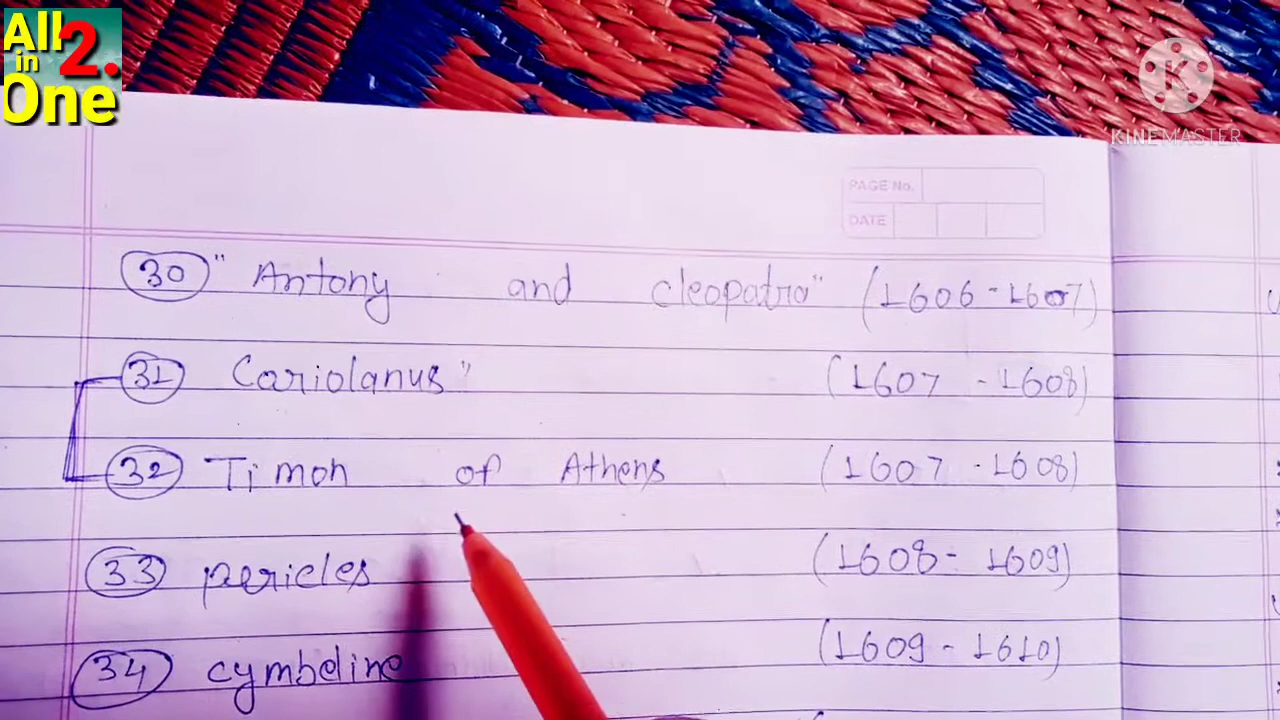 All
in 2.
One
KINEMASTER
PAGE No.
DATE
30 "Antony and cleopatra" (1606-1607)
31 Cariolanus" (1607-1608)
32 Timon of Athens (1607-1608)
33 pericles (1608-1609)
34 cymbeline (1609-1610)